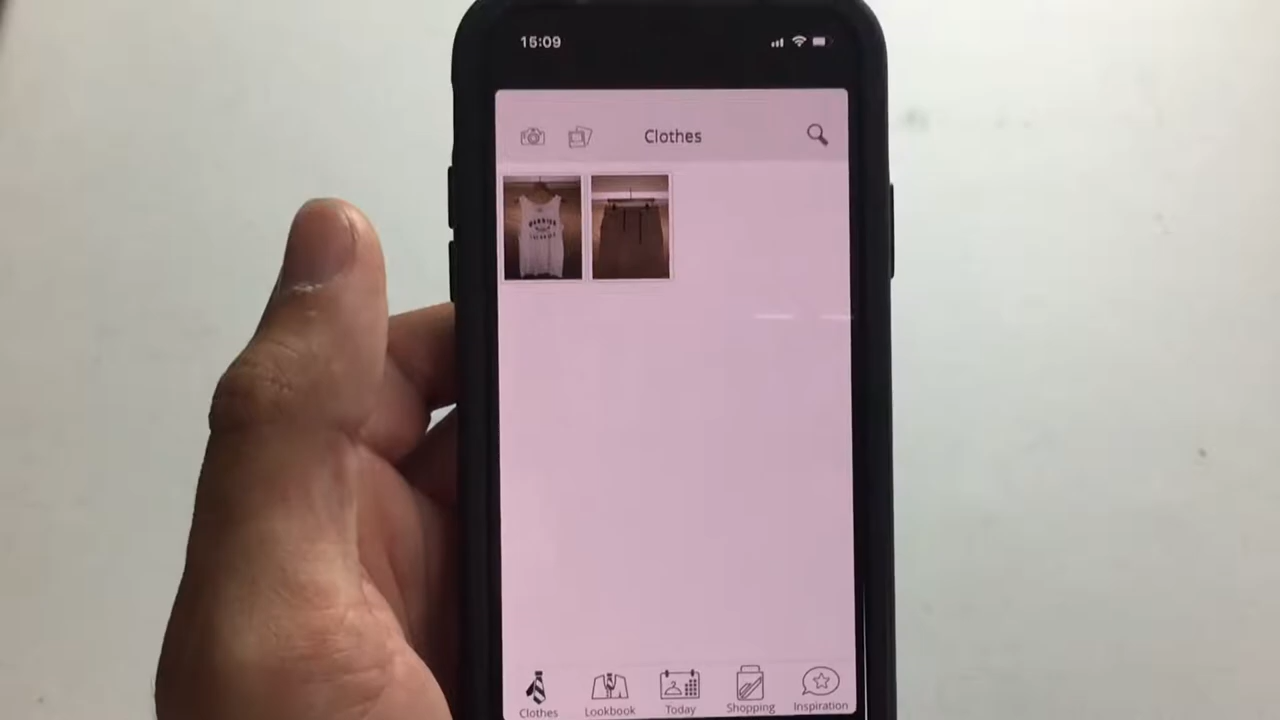 15:09
Clothes
Clothes
Lookbook
Today
Shopping
Inspiration